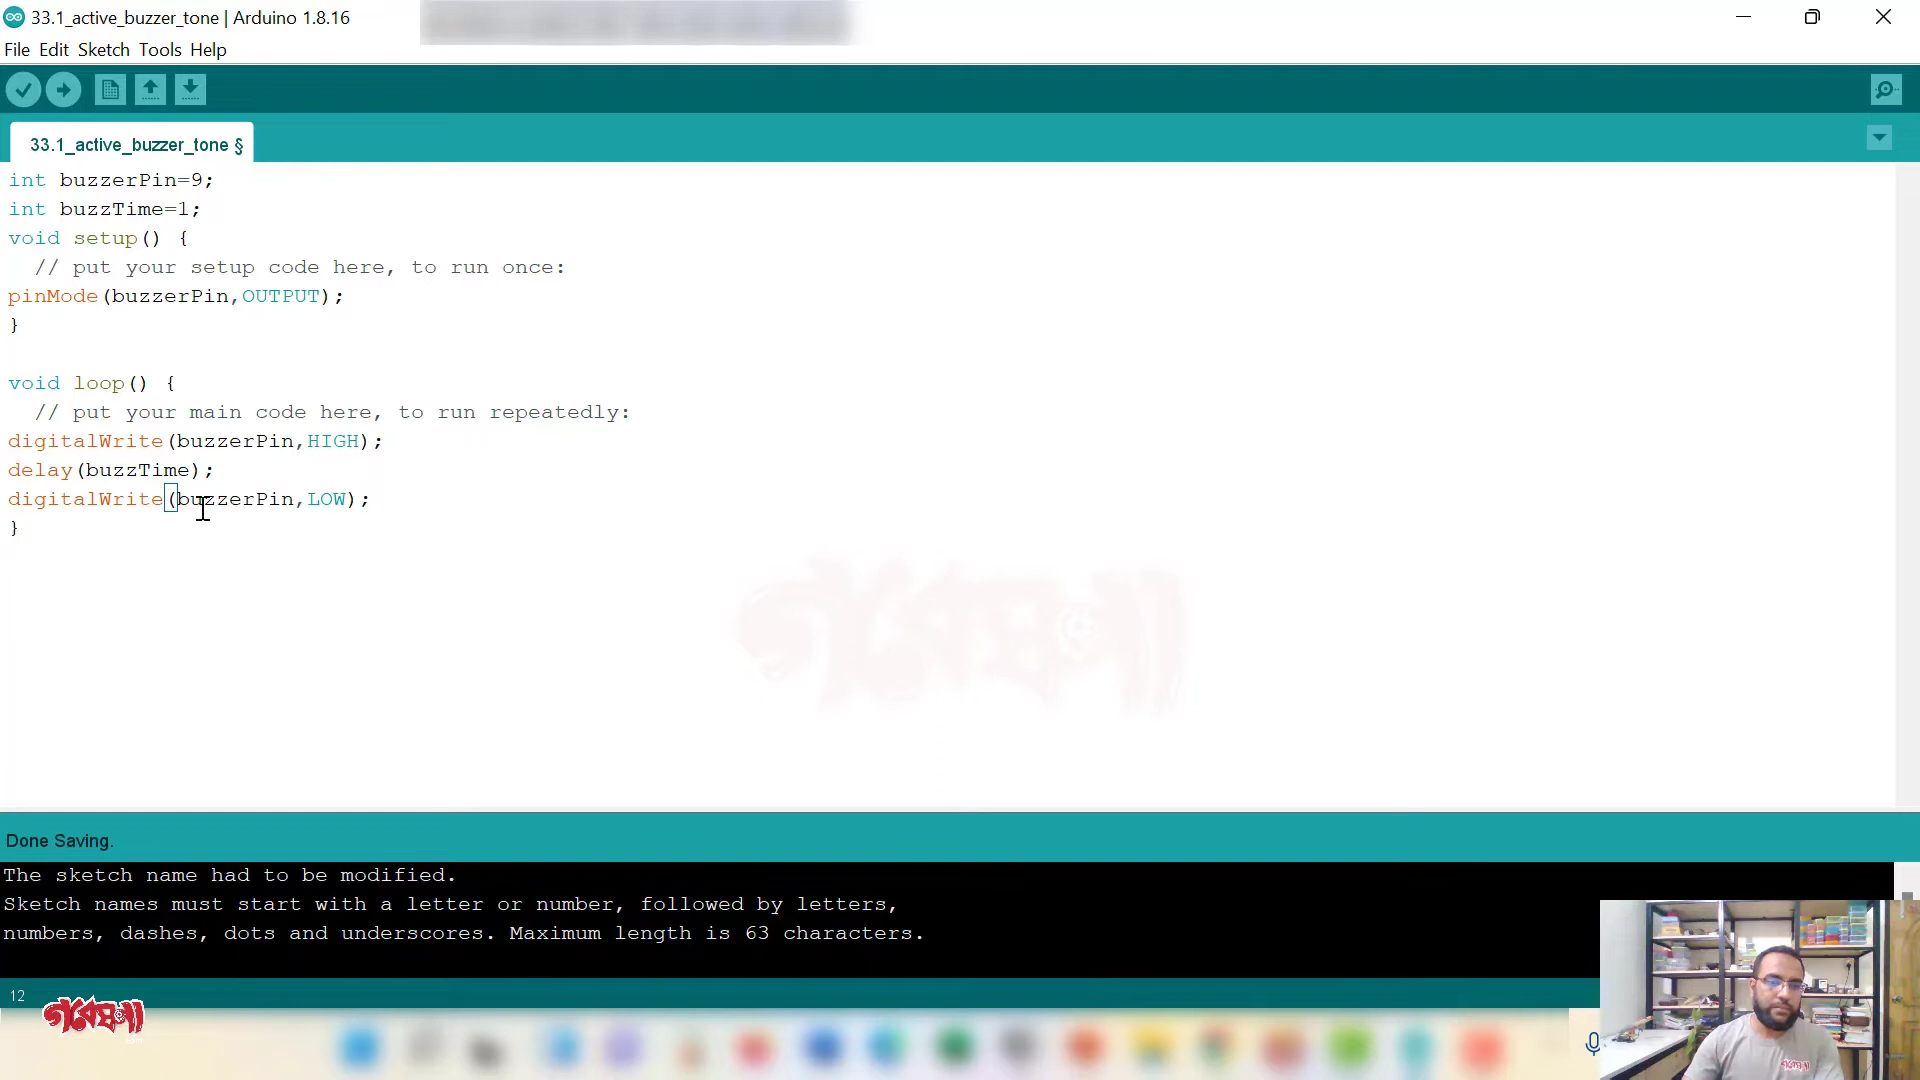 33.1_active_buzzer_tone | Arduino 1.8.16
File Edit Sketch Tools Help
33.1_active_buzzer_tone §
int buzzerPin=9;
int buzzTime=1;
void setup() {
// put your setup code here, to run once:
pinMode(buzzerPin,OUTPUT);
}
void loop() {
// put your main code here, to run repeatedly:
digitalWrite(buzzerPin,HIGH);
delay(buzzTime);
digitalWrite(buzzerPin,LOW);
}
গবেষণা
Done Saving.
The sketch name had to be modified.
Sketch names must start with a letter or number, followed by letters,
numbers, dashes, dots and underscores. Maximum length is 63 characters.
12
গবেষণা